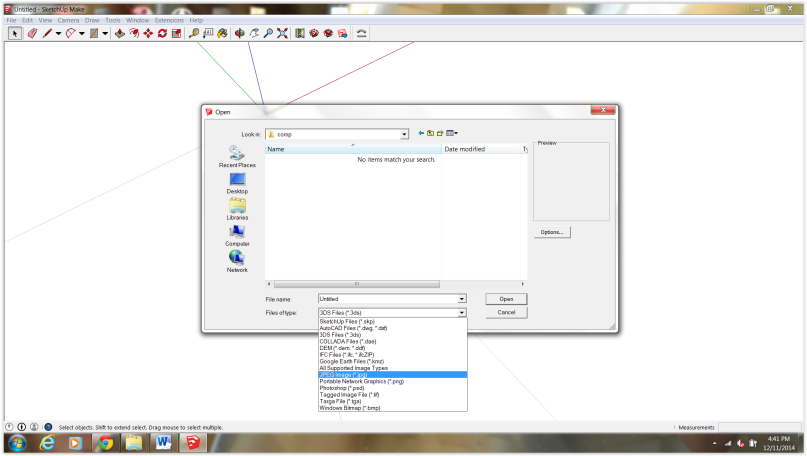 Untitled - SketchUp Make
File Edit View Camera Draw Tools Window Extensions Help
Open
Look in: comp
Name Date modified Ty
No items match your search.
Preview
Recent Places
Desktop
Libraries
Computer
Network
Options...
File name: Untitled Open
Files of type: 3DS Files (*.3ds) Cancel
SketchUp Files (*.skp)
AutoCAD Files (*.dwg, *.dxf)
3DS Files (*.3ds)
COLLADA Files (*.dae)
DEM (*.dem, *.ddf)
IFC Files (*.ifc, *.ifcZIP)
Google Earth Files (*.kmz)
All Supported Image Types
JPEG Image (*.jpg)
Portable Network Graphics (*.png)
Photoshop (*.psd)
Tagged Image File (*.tif)
Targa File (*.tga)
Windows Bitmap (*.bmp)
Select objects. Shift to extend select. Drag mouse to select multiple. Measurements
4:41 PM
12/11/2014